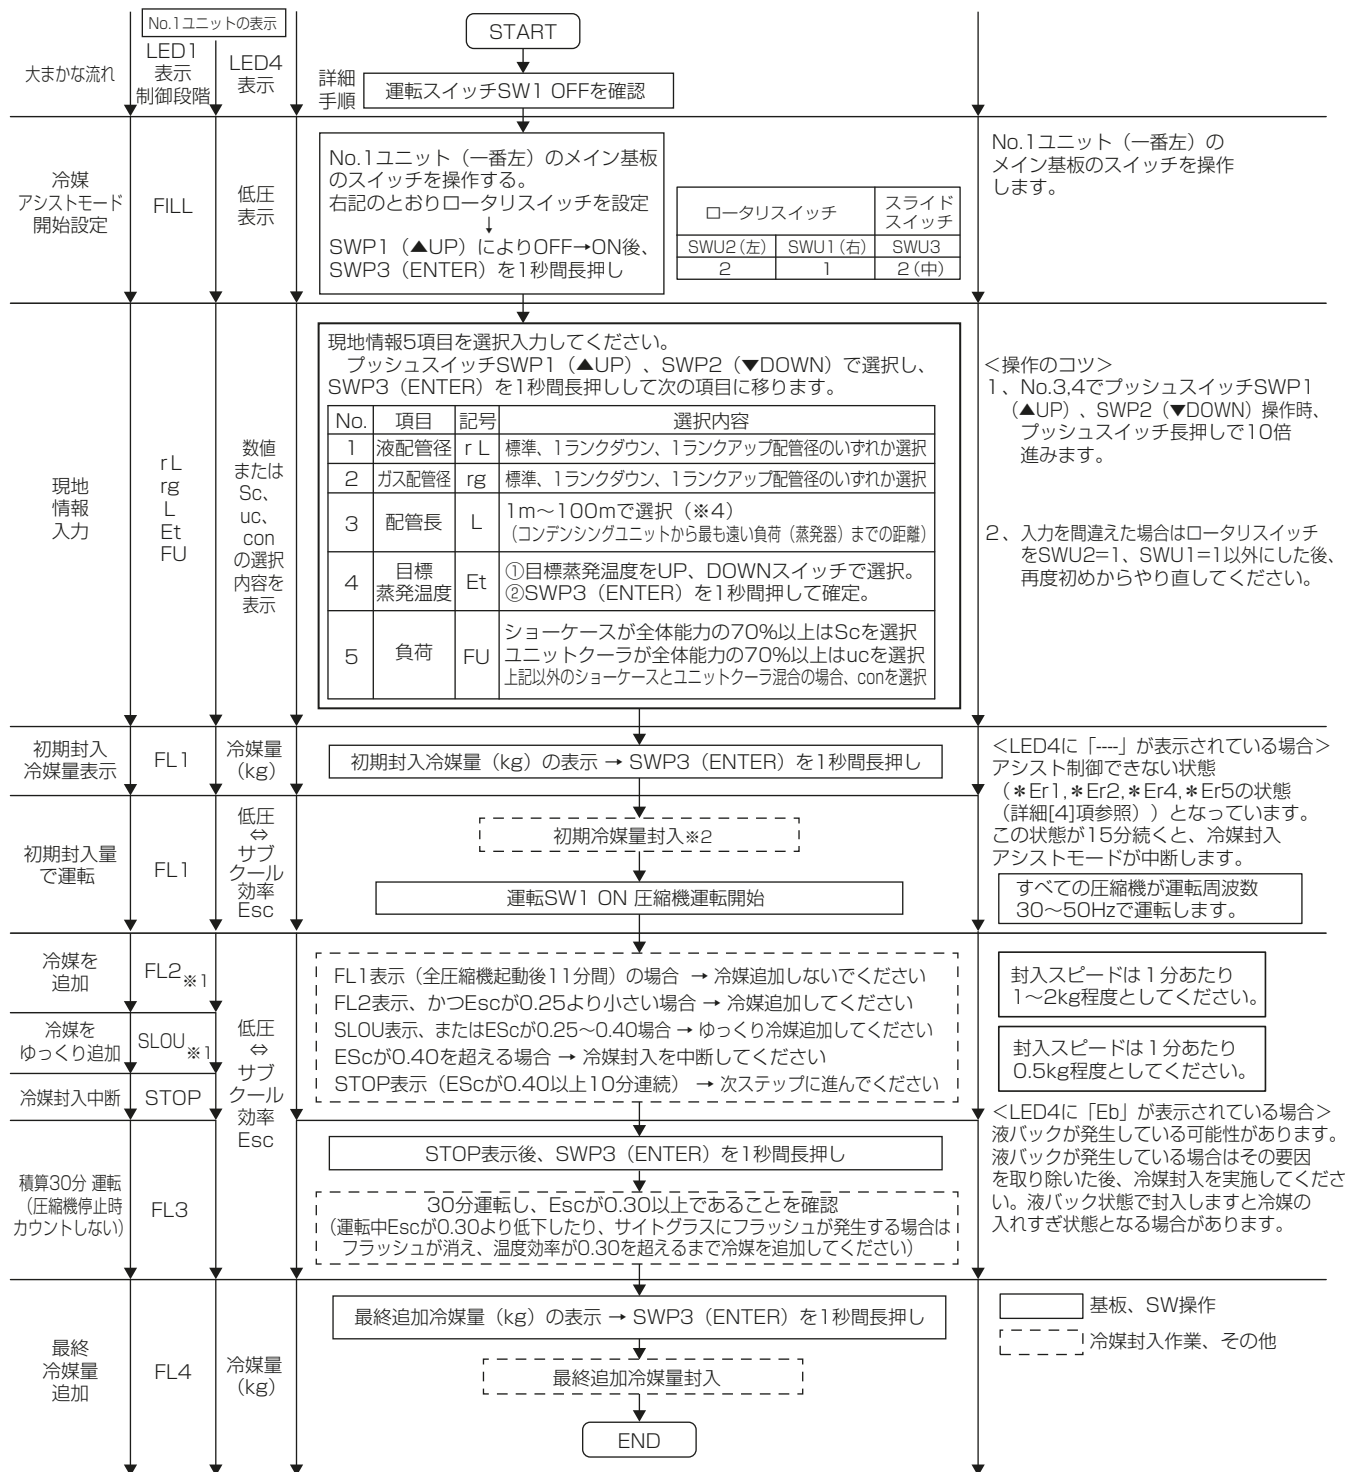 No.1ユニットの表示
大まかな流れ
LED1
表示
制御段階
LED4
表示
詳細
手順
START
運転スイッチSW1 OFFを確認
冷媒
アシストモード
開始設定
FILL
低圧
表示
No.1ユニット（一番左）のメイン基板
のスイッチを操作する。
右記のとおりロータリスイッチを設定
↓
SWP1（▲UP）によりOFF→ON後、
SWP3（ENTER）を1秒間長押し
ロータリスイッチ
スライド
スイッチ
SWU2（左） SWU1（右） SWU3
2 1 2（中）
No.1ユニット（一番左）の
メイン基板のスイッチを操作
します。
現地
情報
入力
rL
rg
L
Et
FU
数値
または
Sc、
uc、
con
の選択
内容を
表示
現地情報5項目を選択入力してください。
プッシュスイッチSWP1（▲UP）、SWP2（▼DOWN）で選択し、
SWP3（ENTER）を1秒間長押しして次の項目に移ります。
No. 項目 記号 選択内容
1 液配管径 rL 標準、1ランクダウン、1ランクアップ配管径のいずれか選択
2 ガス配管径 rg 標準、1ランクダウン、1ランクアップ配管径のいずれか選択
3 配管長 L 1m～100mで選択（※4）
（コンデンシングユニットから最も遠い負荷（蒸発器）までの距離）
4 目標
蒸発温度 Et ①目標蒸発温度をUP、DOWNスイッチで選択。
②SWP3（ENTER）を1秒間押して確定。
5 負荷 FU ショーケースが全体能力の70%以上はScを選択
ユニットクーラが全体能力の70%以上はucを選択
上記以外のショーケースとユニットクーラ混合の場合、conを選択
＜操作のコツ＞
1、No.3,4でプッシュスイッチSWP1
（▲UP）、SWP2（▼DOWN）操作時、
プッシュスイッチ長押しで10倍
進みます。
2、入力を間違えた場合はロータリスイッチ
をSWU2=1、SWU1=1以外にした後、
再度初めからやり直してください。
初期封入
冷媒量表示
FL1
冷媒量
（kg）
初期封入冷媒量（kg）の表示 → SWP3（ENTER）を1秒間長押し
初期封入量
で運転
FL1
低圧
⇔
サブ
クール
効率
Esc
初期冷媒量封入※2
運転SW1 ON 圧縮機運転開始
＜LED4に「----」が表示されている場合＞
アシスト制御できない状態
（＊Er1,＊Er2,＊Er4,＊Er5の状態
（詳細[4]項参照））となっています。
この状態が15分続くと、冷媒封入
アシストモードが中断します。
すべての圧縮機が運転周波数
30～50Hzで運転します。
冷媒を
追加
FL2※1
冷媒を
ゆっくり追加
SLOU※1
冷媒封入中断
STOP
低圧
⇔
サブ
クール
効率
Esc
FL1表示（全圧縮機起動後11分間）の場合 → 冷媒追加しないでください
FL2表示、かつEscが0.25より小さい場合 → 冷媒追加してください
SLOU表示、またはEScが0.25～0.40場合 → ゆっくり冷媒追加してください
EScが0.40を超える場合 → 冷媒封入を中断してください
STOP表示（EScが0.40以上10分連続） → 次ステップに進んでください
封入スピードは1分あたり
1～2kg程度としてください。
封入スピードは1分あたり
0.5kg程度としてください。
積算30分 運転
（圧縮機停止時
カウントしない）
FL3
STOP表示後、SWP3（ENTER）を1秒間長押し
30分運転し、Escが0.30以上であることを確認
（運転中Escが0.30より低下したり、サイトグラスにフラッシュが発生する場合は
フラッシュが消え、温度効率が0.30を超えるまで冷媒を追加してください）
＜LED4に「Eb」が表示されている場合＞
液バックが発生している可能性があります。
液バックが発生している場合はその要因
を取り除いた後、冷媒封入を実施してくださ
い。液バック状態で封入しますと冷媒の
入れすぎ状態となる場合があります。
最終
冷媒量
追加
FL4
冷媒量
（kg）
最終追加冷媒量（kg）の表示 → SWP3（ENTER）を1秒間長押し
最終追加冷媒量封入
END
基板、SW操作
冷媒封入作業、その他